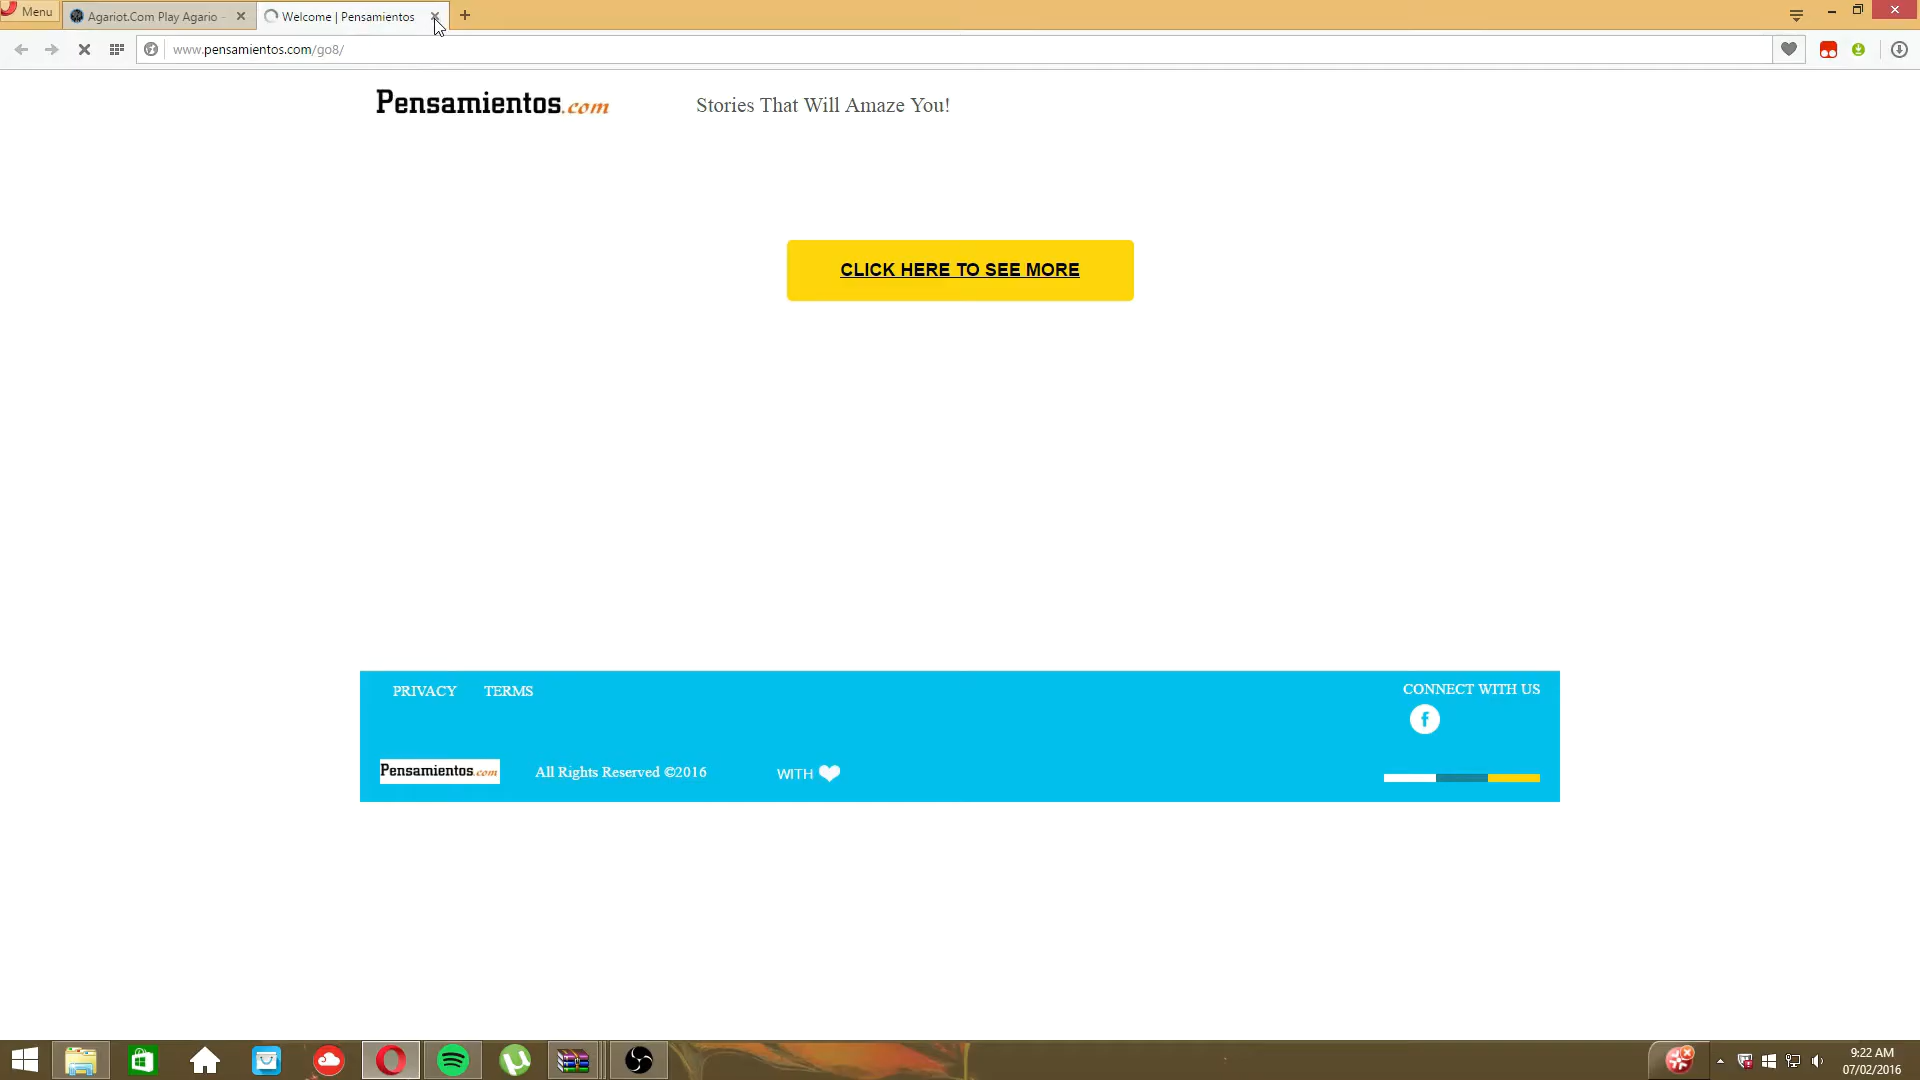 Menu
Agariot.Com Play Agario -
Welcome | Pensamientos
www.pensamientos.com/go8/
Pensamientos.com
Stories That Will Amaze You!
CLICK HERE TO SEE MORE
PRIVACY
TERMS
CONNECT WITH US
f
Pensamientos.com
All Rights Reserved ©2016
WITH
9:22 AM
07/02/2016